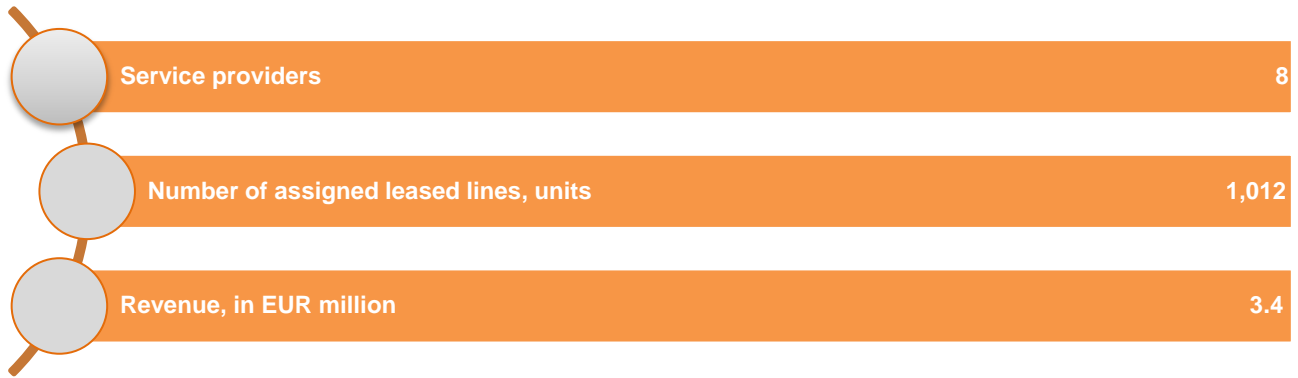 Service providers 8
Number of assigned leased lines, units 1,012
Revenue, in EUR million 3.4